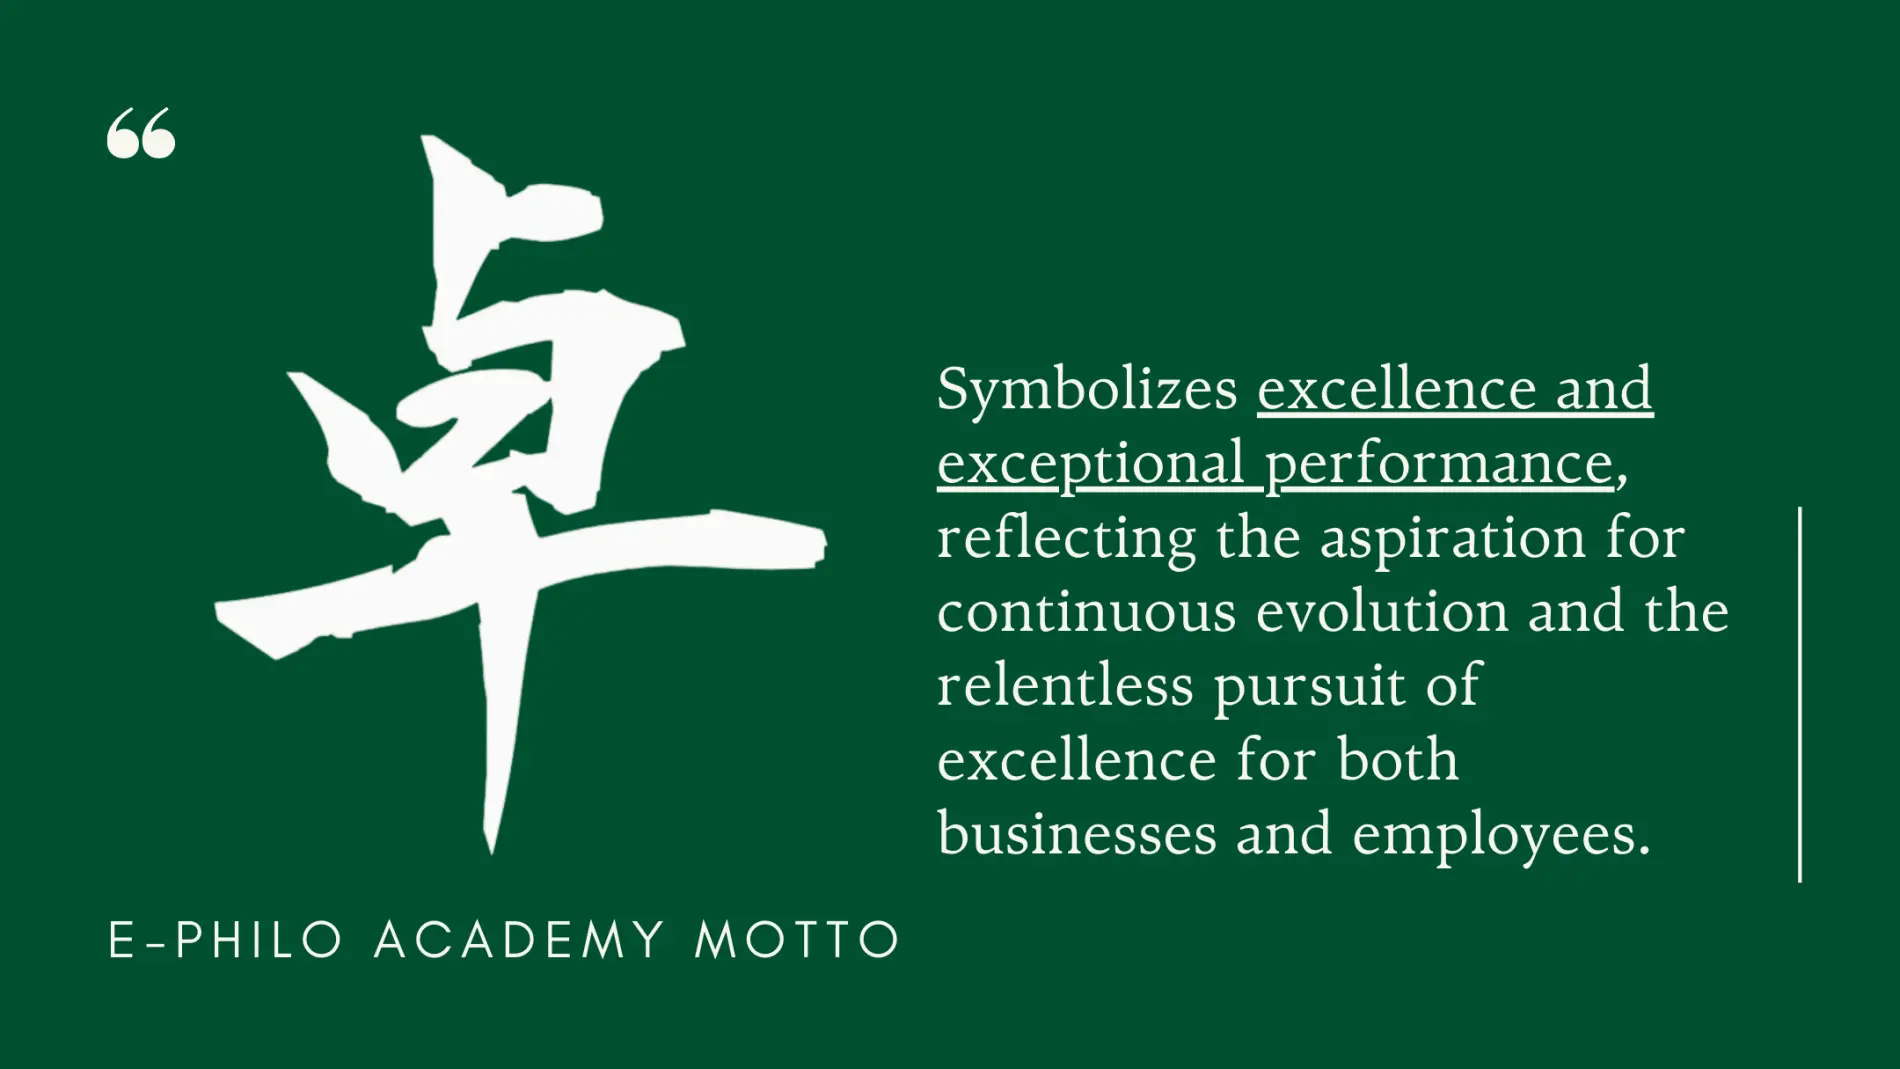 “
卓
Symbolizes excellence and
exceptional performance,
reflecting the aspiration for
continuous evolution and the
relentless pursuit of
excellence for both
businesses and employees.
E-PHILO ACADEMY MOTTO